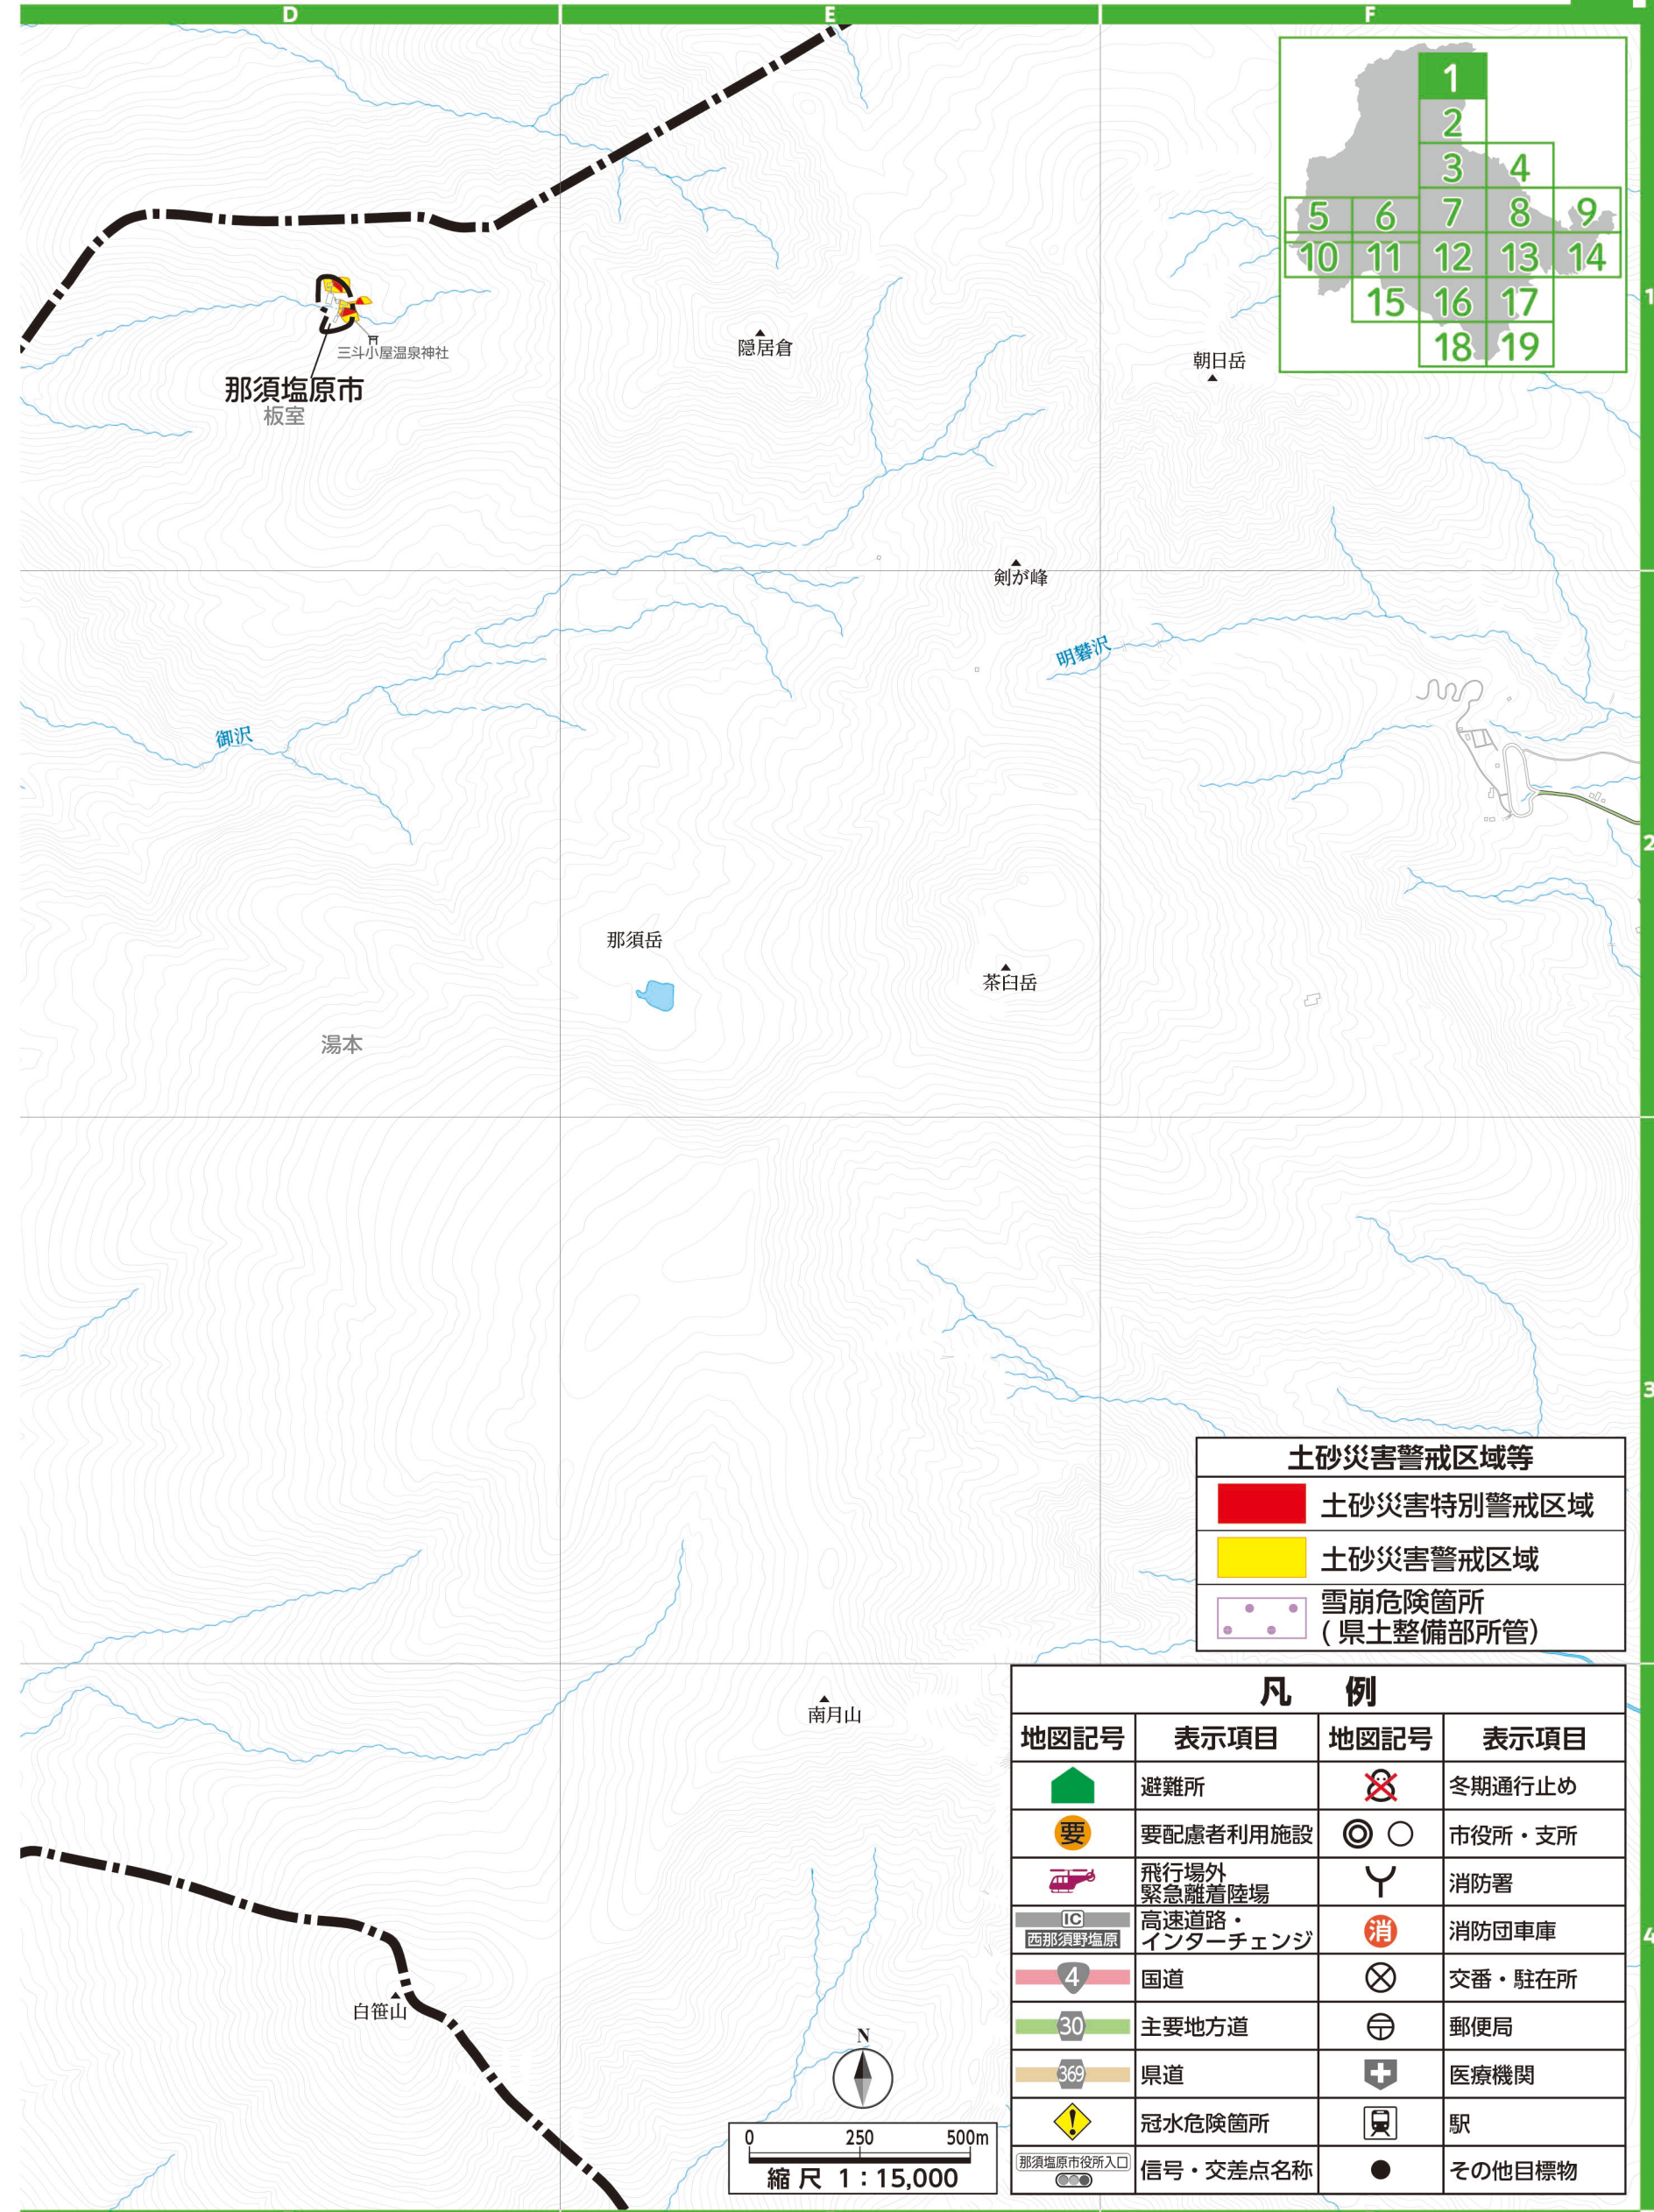 D
E
F
1
2
3
4
5
6
7
8
9
10
11
12
13
14
15
16
17
18
19
1
三斗小屋温泉神社
那須塩原市
板室
隠居倉
朝日岳
剣が峰
明礬沢
御沢
2
那須岳
茶臼岳
湯本
3
土砂災害警戒区域等
土砂災害特別警戒区域
土砂災害警戒区域
雪崩危険箇所
(県土整備部所管)
南月山
白笹山
4
N
0 250 500m
縮尺 1：15,000
凡 例
地図記号 表示項目 地図記号 表示項目
避難所 冬期通行止め
要 要配慮者利用施設 市役所・支所
飛行場外
緊急離着陸場 消防署
IC
西那須野塩原 高速道路・
インターチェンジ 消 消防団車庫
4 国道 交番・駐在所
30 主要地方道 郵便局
369 県道 医療機関
冠水危険箇所 駅
那須塩原市役所入口 信号・交差点名称 その他目標物